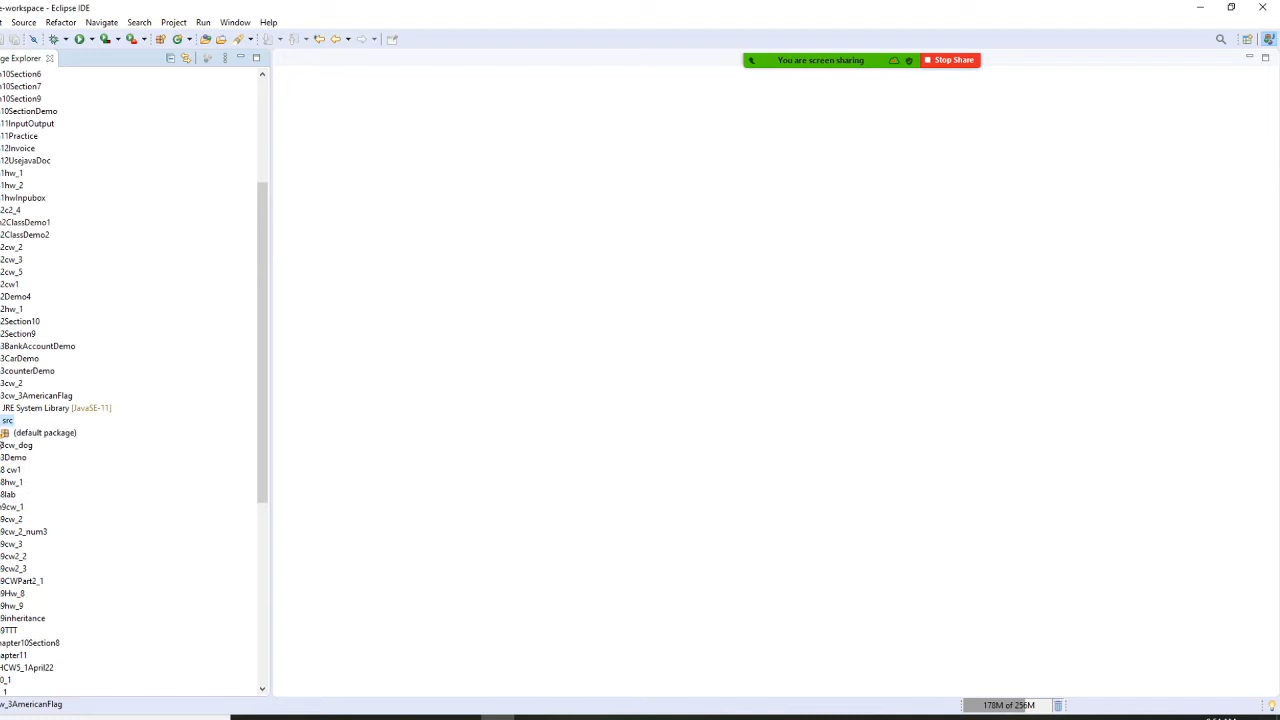 e-workspace - Eclipse IDE
t Source Refactor Navigate Search Project Run Window Help
ge Explorer
You are screen sharing
Stop Share
10Section6
10Section7
10Section9
10SectionDemo
11InputOutput
11Practice
12Invoice
12UsejavaDoc
1hw_1
1hw_2
1hwInpubox
2c2_4
2ClassDemo1
2ClassDemo2
2cw_2
2cw_3
2cw_5
2cw1
2Demo4
2hw_1
2Section10
2Section9
3BankAccountDemo
3CarDemo
3counterDemo
3cw_2
3cw_3AmericanFlag
JRE System Library [JavaSE-11]
src
(default package)
3cw_dog
3Demo
8 cw1
8hw_1
8lab
9cw_1
9cw_2
9cw_2_num3
9cw_3
9cw2_2
9cw2_3
9CWPart2_1
9Hw_8
9hw_9
9inheritance
9TTT
hapter10Section8
apter11
HCW5_1April22
0_1
1
w_3AmericanFlag
178M of 256M